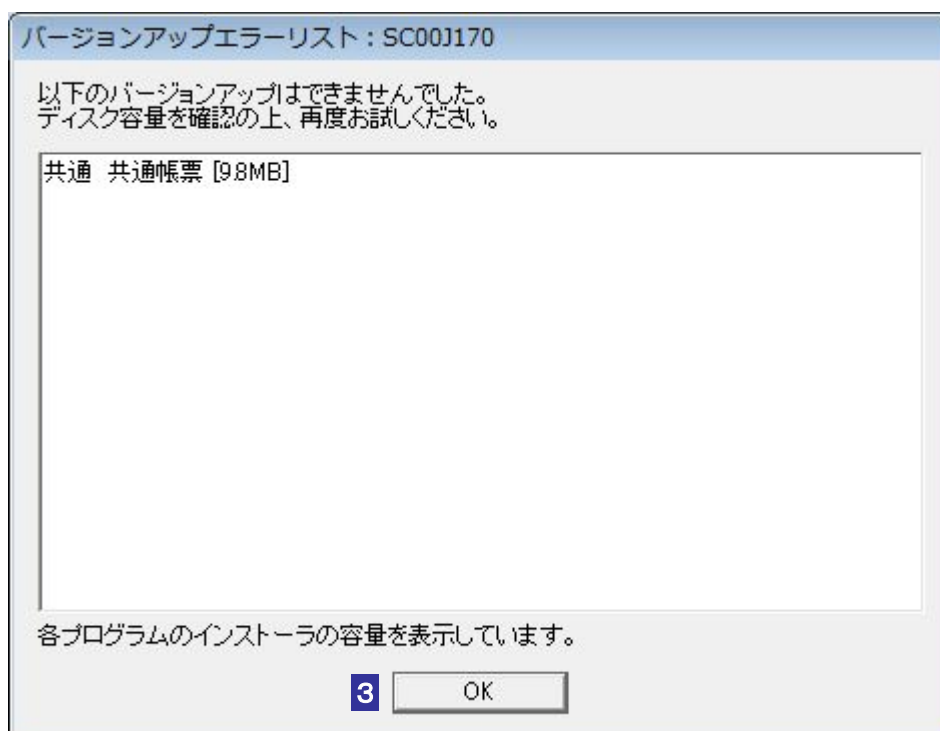 バージョンアップエラーリスト：SC00J170
以下のバージョンアップはできませんでした。
ディスク容量を確認の上、再度お試しください。
共通 共通帳票 [9.8MB]
各プログラムのインストーラの容量を表示しています。
3 OK